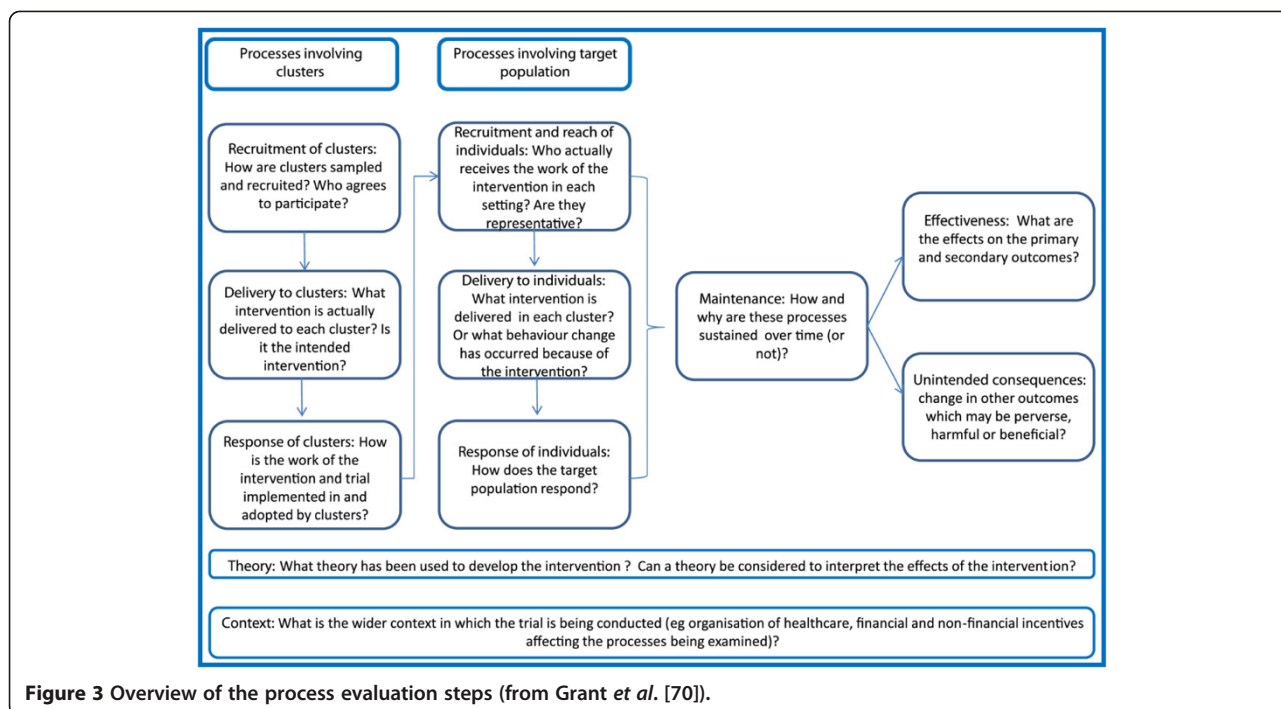 Processes involving
clusters
Processes involving target
population
Recruitment of clusters:
How are clusters sampled
and recruited? Who agrees
to participate?
Delivery to clusters: What
intervention is actually
delivered to each cluster? Is
it the intended
intervention?
Response of clusters: How
is the work of the
intervention and trial
implemented in and
adopted by clusters?
Recruitment and reach of
individuals: Who actually
receives the work of the
intervention in each
setting? Are they
representative?
Delivery to individuals:
What intervention is
delivered in each cluster?
Or what behaviour change
has occurred because of
the intervention?
Response of individuals:
How does the target
population respond?
Maintenance: How and
why are these processes
sustained over time (or
not)?
Effectiveness: What are
the effects on the primary
and secondary outcomes?
Unintended consequences:
change in other outcomes
which may be perverse,
harmful or beneficial?
Theory: What theory has been used to develop the intervention ? Can a theory be considered to interpret the effects of the intervention?
Context: What is the wider context in which the trial is being conducted (eg organisation of healthcare, financial and non-financial incentives
affecting the processes being examined)?
Figure 3 Overview of the process evaluation steps (from Grant et al. [70]).